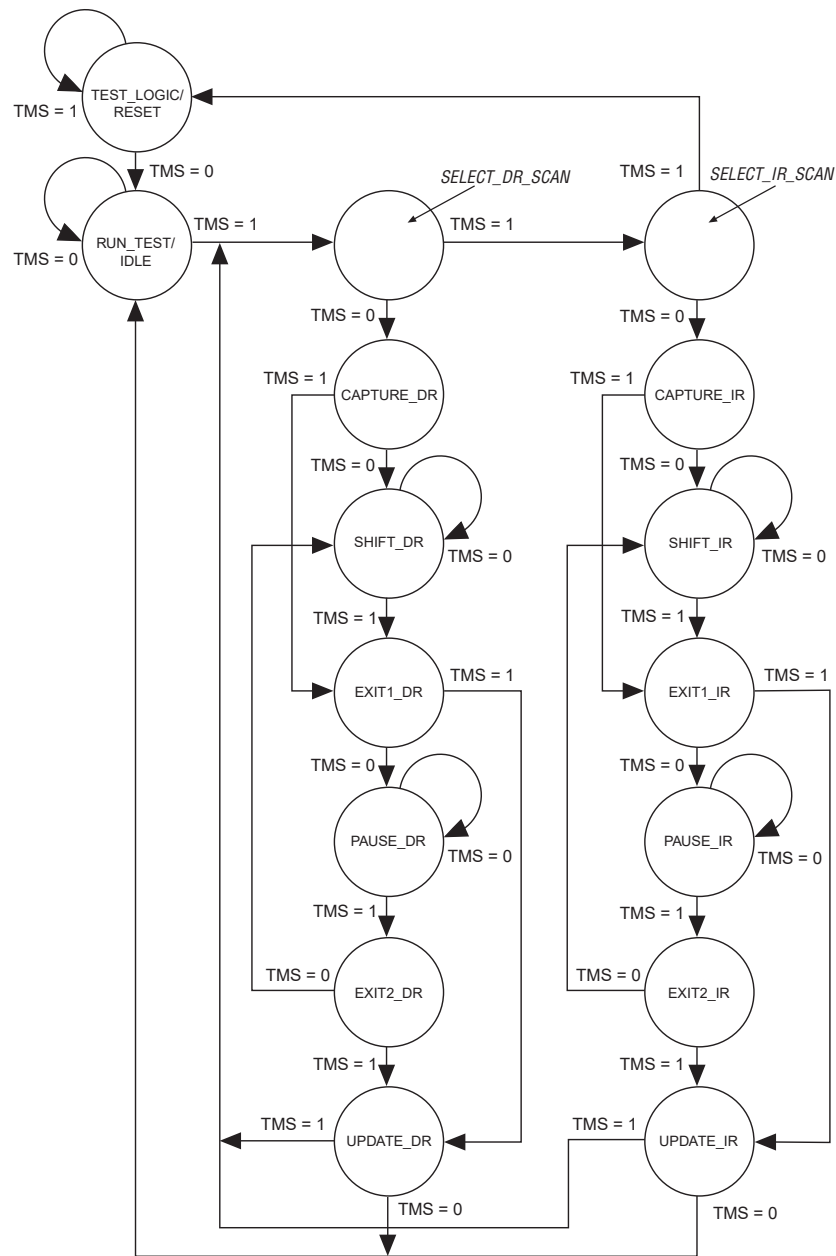 TEST_LOGIC/
RESET
TMS = 1
TMS = 0
SELECT_DR_SCAN
TMS = 1
SELECT_IR_SCAN
RUN_TEST/
IDLE
TMS = 0
TMS = 1
TMS = 1
TMS = 0
TMS = 0
TMS = 1
CAPTURE_DR
TMS = 1
CAPTURE_IR
TMS = 0
TMS = 0
SHIFT_DR
TMS = 0
SHIFT_IR
TMS = 0
TMS = 1
TMS = 1
EXIT1_DR
TMS = 1
EXIT1_IR
TMS = 1
TMS = 0
TMS = 0
PAUSE_DR
TMS = 0
PAUSE_IR
TMS = 0
TMS = 1
TMS = 1
TMS = 0
EXIT2_DR
TMS = 0
EXIT2_IR
TMS = 1
TMS = 1
TMS = 1
UPDATE_DR
TMS = 1
UPDATE_IR
TMS = 0
TMS = 0